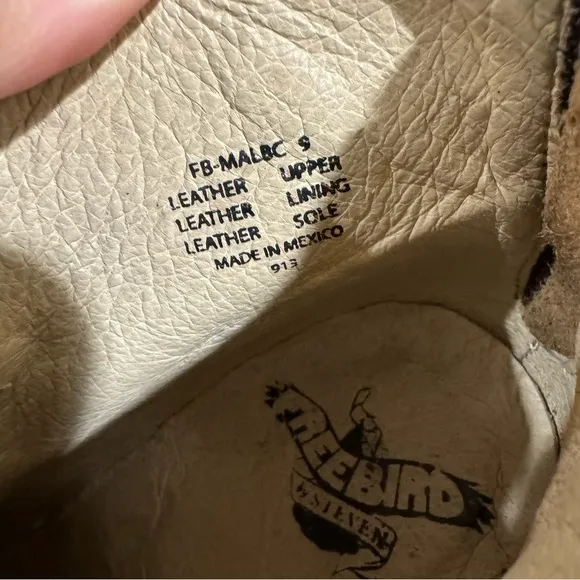 FB-MALBC 9
LEATHER UPPER
LEATHER LINING
LEATHER SOLE
MADE IN MEXICO
913
FREEBIRD
by STEVEN